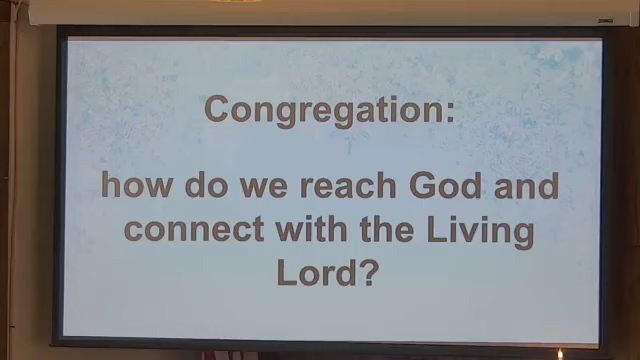 Congregation:
how do we reach God and
connect with the Living
Lord?